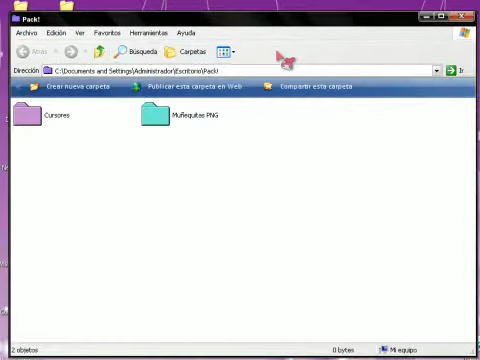 Pack!
Archivo Edición Ver Favoritos Herramientas Ayuda
Atrás Búsqueda Carpetas
Dirección C:\Documents and Settings\Administrador\Escritorio\Pack! Ir
Crear nueva carpeta Publicar esta carpeta en Web Compartir esta carpeta
Cursores Muñequitas PNG
2 objetos 0 bytes Mi equipo